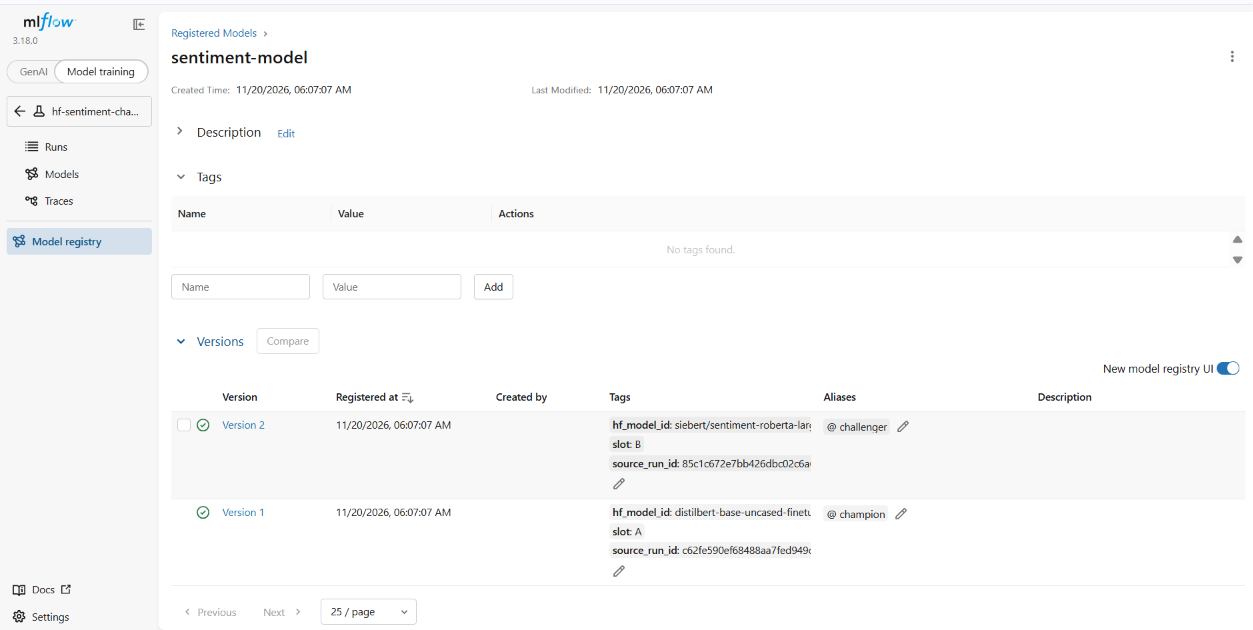 mlflow
3.18.0
GenAI Model training
hf-sentiment-cha...
Runs
Models
Traces
Model registry
Docs
Settings
Registered Models >
sentiment-model
Created Time: 11/20/2026, 06:07:07 AM Last Modified: 11/20/2026, 06:07:07 AM
Description Edit
Tags
Name Value Actions
No tags found.
Name Value Add
Versions Compare
New model registry UI
Version Registered at Created by Tags Aliases Description
Version 2 11/20/2026, 06:07:07 AM hf_model_id: siebert/sentiment-roberta-larg @ challenger
slot: B
source_run_id: 85c1c672e7bb426dbc02c6a
Version 1 11/20/2026, 06:07:07 AM hf_model_id: distilbert-base-uncased-finetu @ champion
slot: A
source_run_id: c62fe590ef68488aa7fed949c
Previous Next 25 / page